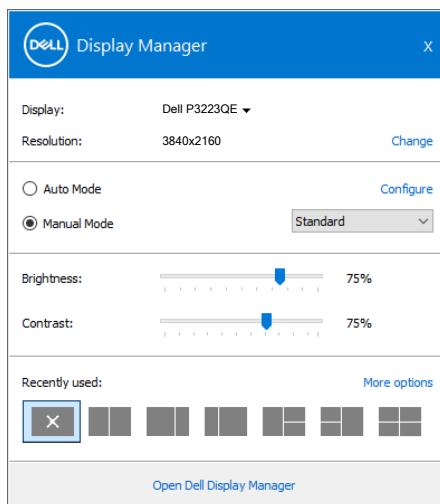 DELL Display Manager X
Display: Dell P3223QE
Resolution: 3840x2160 Change
Auto Mode Configure
Manual Mode Standard
Brightness: 75%
Contrast: 75%
Recently used: More options
Open Dell Display Manager